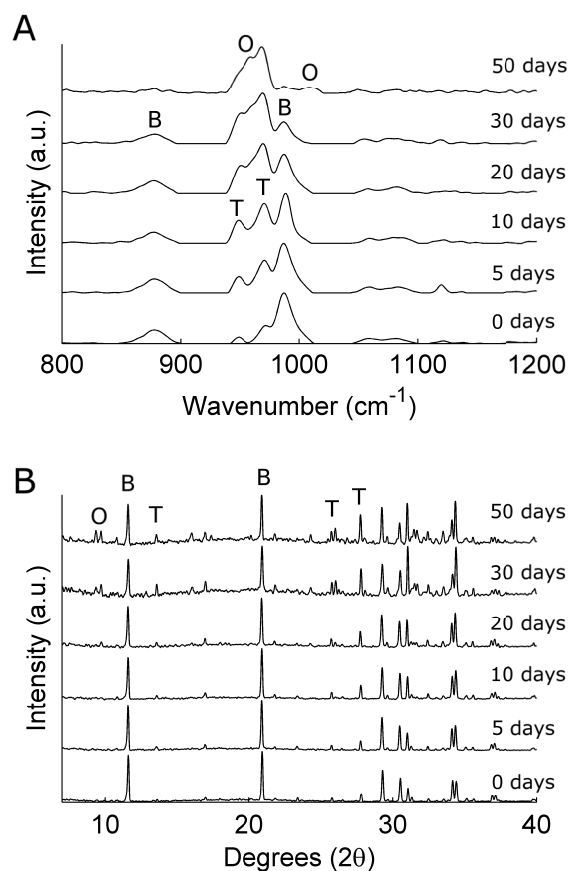 A
O
O
50 days
B
B
30 days
20 days
T
T
10 days
5 days
0 days
Intensity (a.u.)
800 900 1000 1100 1200
Wavenumber (cm-1)
B
B
B
T
T
50 days
O
T
30 days
20 days
10 days
5 days
0 days
Intensity (a.u.)
10 20 30 40
Degrees (2θ)